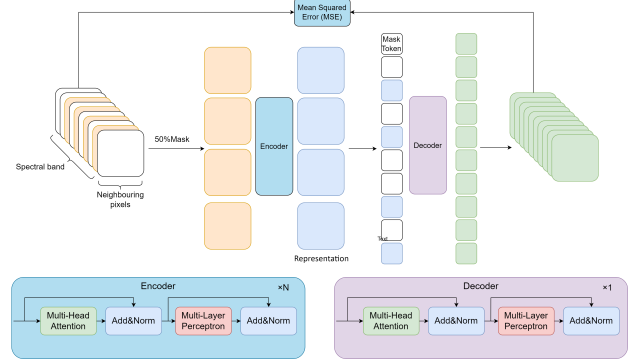 Mean Squared
Error (MSE)
Mask
Token
50%Mask
Encoder
Decoder
Spectral band
Neighbouring
pixels
Text
Representation
Encoder
×N
Multi-Head
Attention
Add&Norm
Multi-Layer
Perceptron
Add&Norm
Decoder
×1
Multi-Head
Attention
Add&Norm
Multi-Layer
Perceptron
Add&Norm